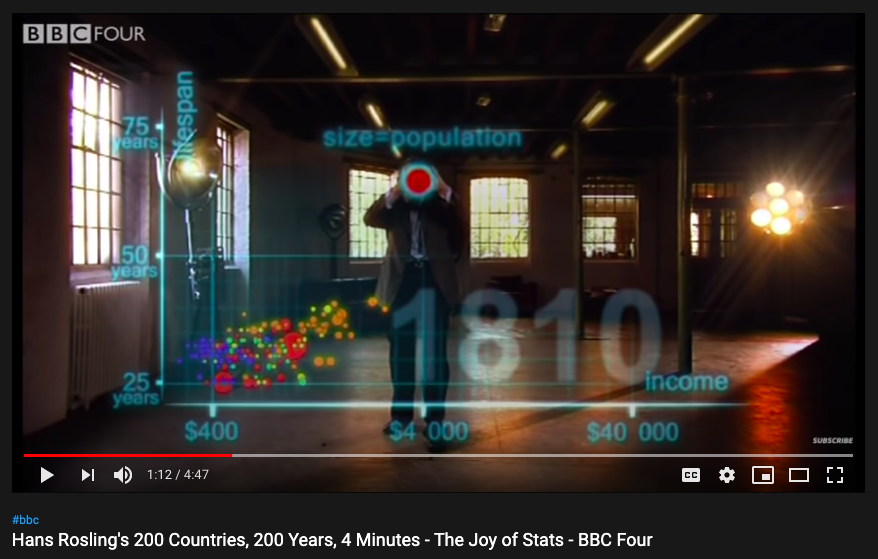 BBC FOUR
lifespan
75
years
size=population
50
years
1810
25
years
income
$400
$4 000
$40 000
SUBSCRIBE
1:12 / 4:47
CC
#bbc
Hans Rosling's 200 Countries, 200 Years, 4 Minutes - The Joy of Stats - BBC Four